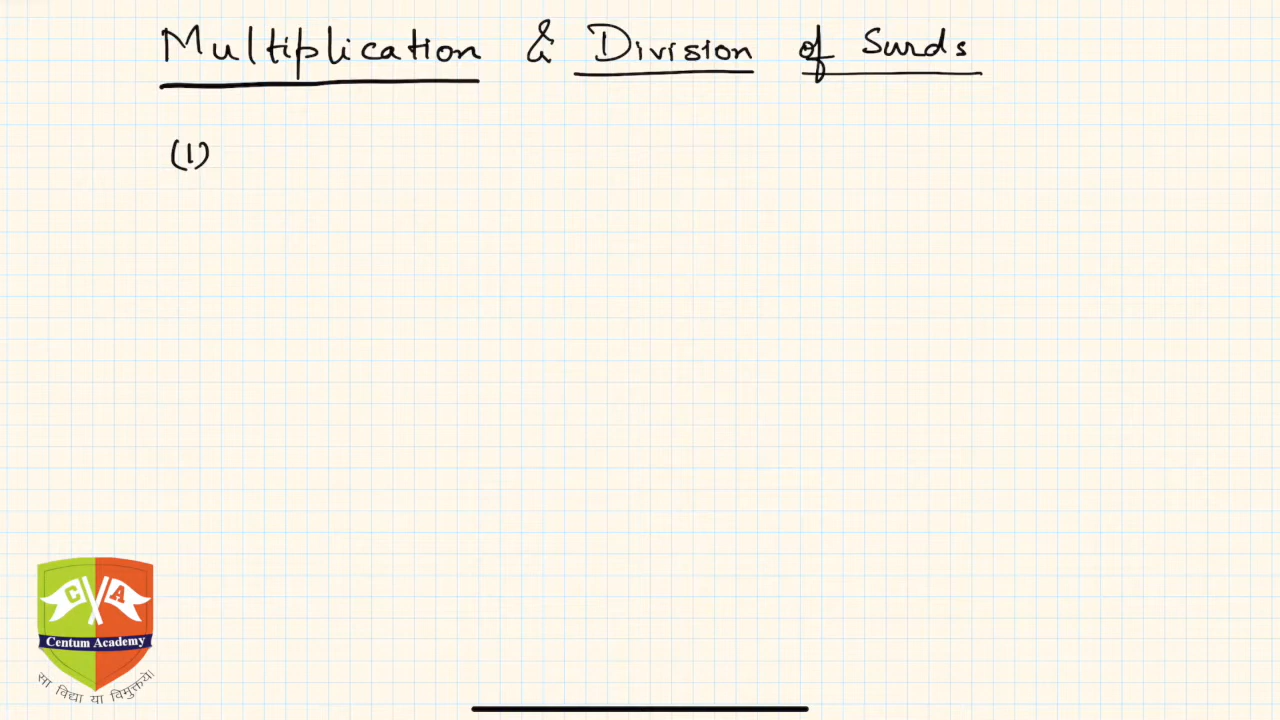 Multiplication & Division of Surds
(1)
C A
Centum Academy
सा विद्या या विमुक्तये।